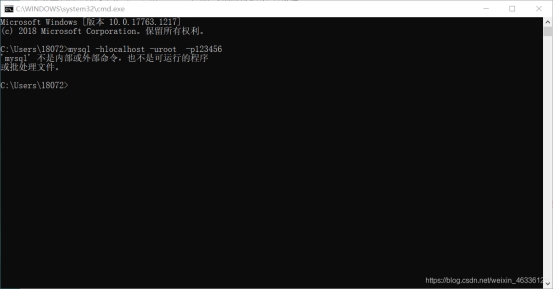 C:\WINDOWS\system32\cmd.exe
Microsoft Windows [版本 10.0.17763.1217]
(c) 2018 Microsoft Corporation。保留所有权利。
C:\Users\18072>mysql -hlocalhost -uroot  -p123456
'mysql' 不是内部或外部命令，也不是可运行的程序
或批处理文件。
C:\Users\18072>
https://blog.csdn.net/weixin_4633612